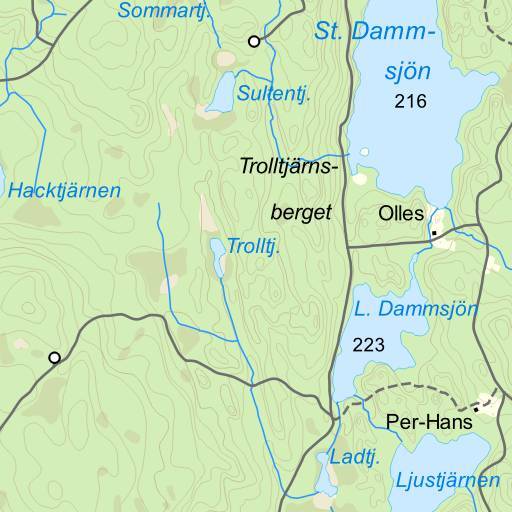 Sommartj.
St. Damm-
sjön
216
Sultentj.
Trolltjärns-
berget
Hacktjärnen
Olles
Trolltj.
L. Dammsjön
223
Per-Hans
Ladtj.
Ljustjärnen